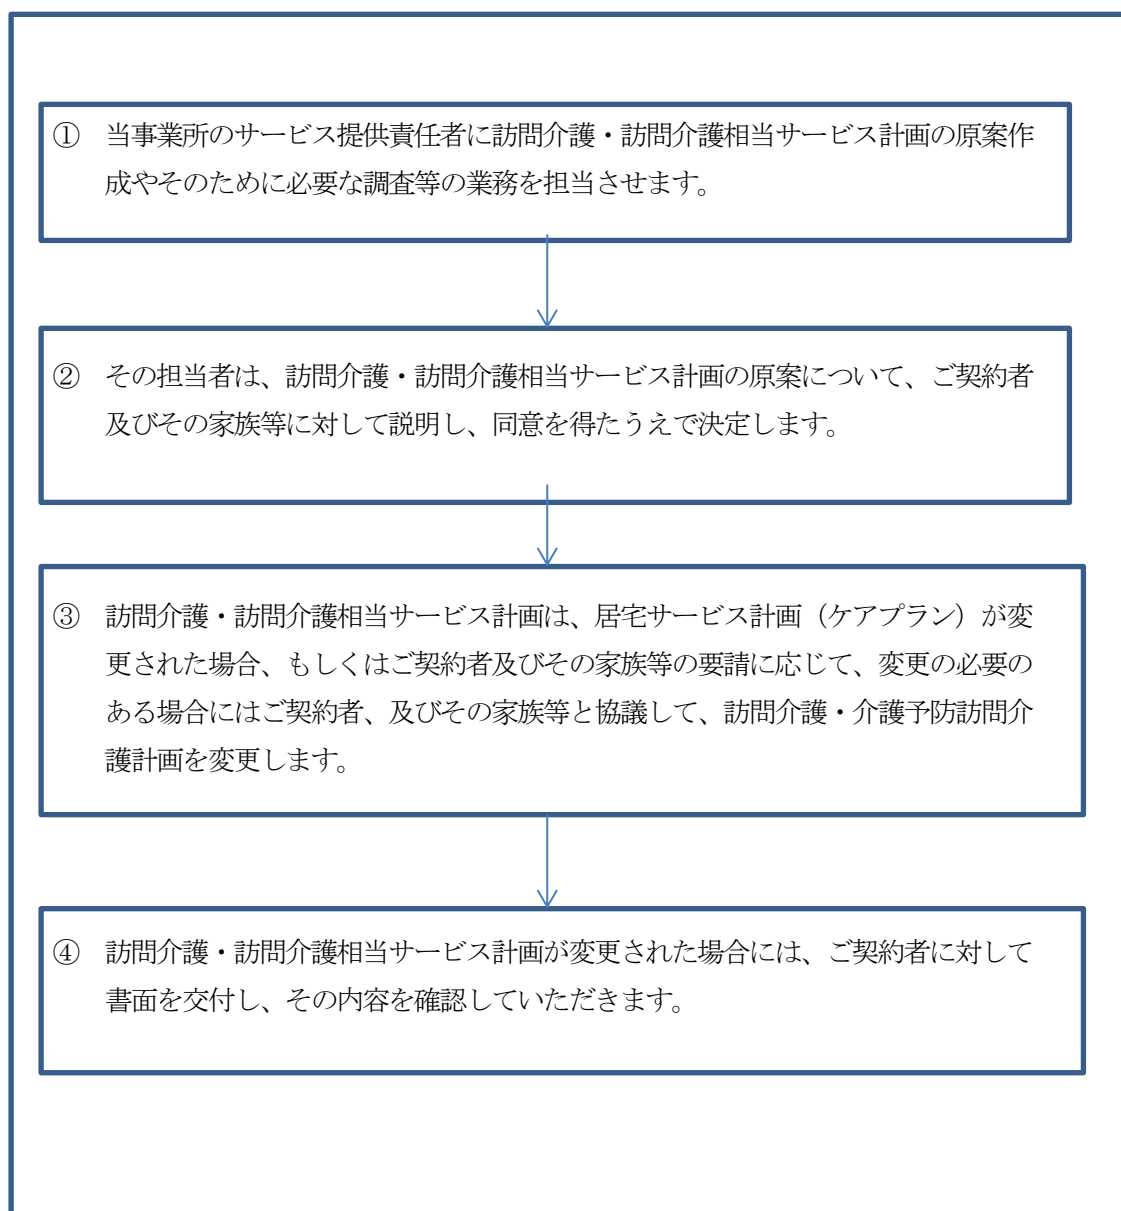 ① 当事業所のサービス提供責任者に訪問介護・訪問介護相当サービス計画の原案作
成やそのために必要な調査等の業務を担当させます。
② その担当者は、訪問介護・訪問介護相当サービス計画の原案について、ご契約者
及びその家族等に対して説明し、同意を得たうえで決定します。
③ 訪問介護・訪問介護相当サービス計画は、居宅サービス計画（ケアプラン）が変
更された場合、もしくはご契約者及びその家族等の要請に応じて、変更の必要の
ある場合にはご契約者、及びその家族等と協議して、訪問介護・介護予防訪問介
護計画を変更します。
④ 訪問介護・訪問介護相当サービス計画が変更された場合には、ご契約者に対して
書面を交付し、その内容を確認していただきます。